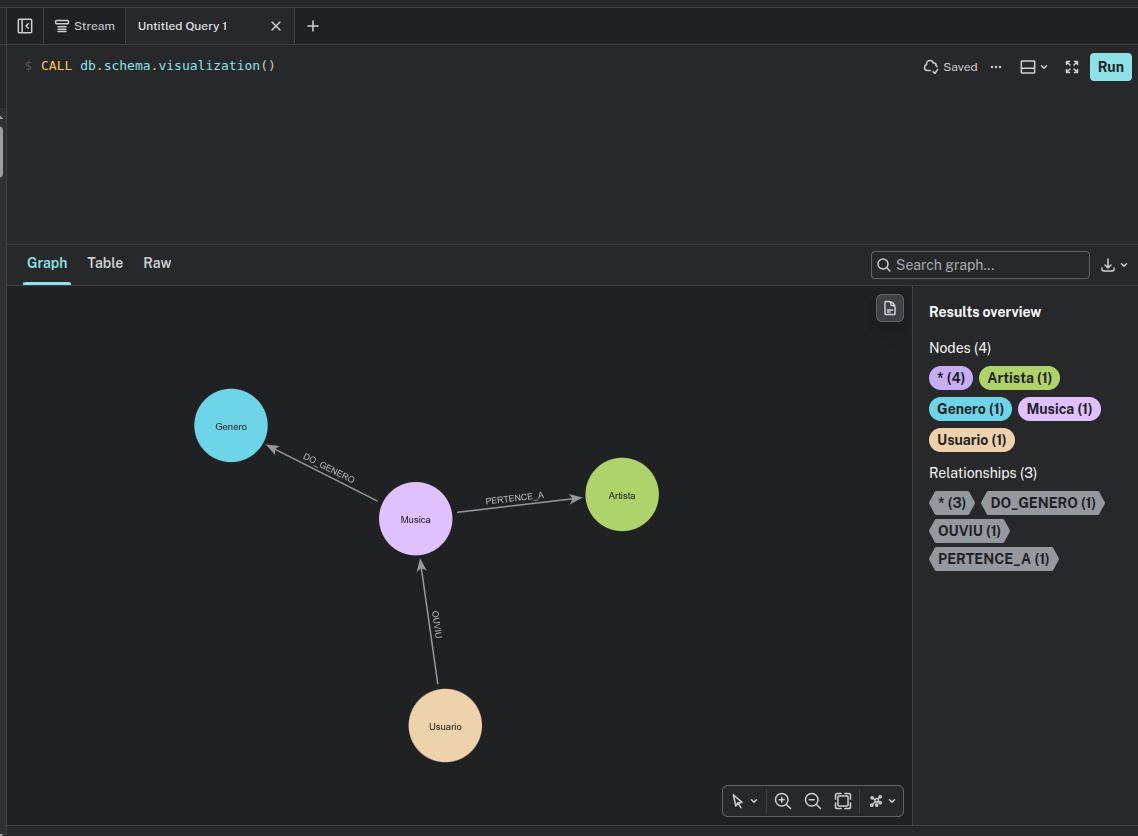 Stream
Untitled Query 1
$ CALL db.schema.visualization()
Saved
Run
Graph Table Raw
Search graph...
Genero
DO_GENERO
Musica
PERTENCE_A
Artista
OUVIU
Usuario
Results overview
Nodes (4)
* (4) Artista (1)
Genero (1) Musica (1)
Usuario (1)
Relationships (3)
* (3) DO_GENERO (1)
OUVIU (1)
PERTENCE_A (1)